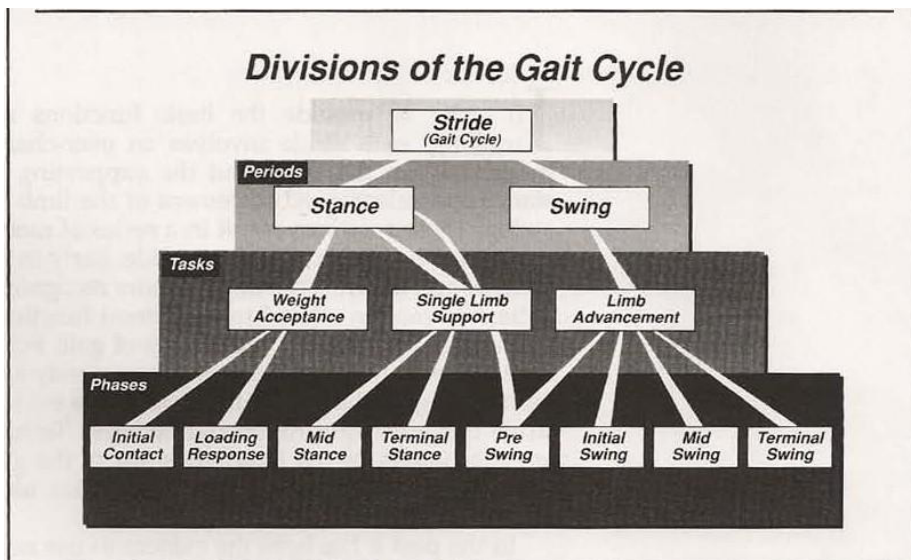 Divisions of the Gait Cycle
Stride
(Gait Cycle)
Periods
Stance
Swing
Tasks
Weight
Acceptance
Single Limb
Support
Limb
Advancement
Phases
Initial
Contact
Loading
Response
Mid
Stance
Terminal
Stance
Pre
Swing
Initial
Swing
Mid
Swing
Terminal
Swing